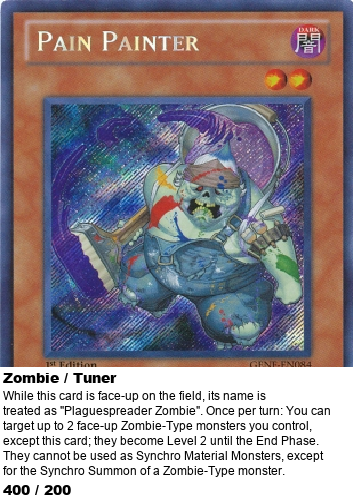 PAIN PAINTER
DARK
闇
1st Edition
GENF-EN084
Zombie / Tuner
While this card is face-up on the field, its name is
treated as "Plaguespreader Zombie". Once per turn: You can
target up to 2 face-up Zombie-Type monsters you control,
except this card; they become Level 2 until the End Phase.
They cannot be used as Synchro Material Monsters, except
for the Synchro Summon of a Zombie-Type monster.
400 / 200